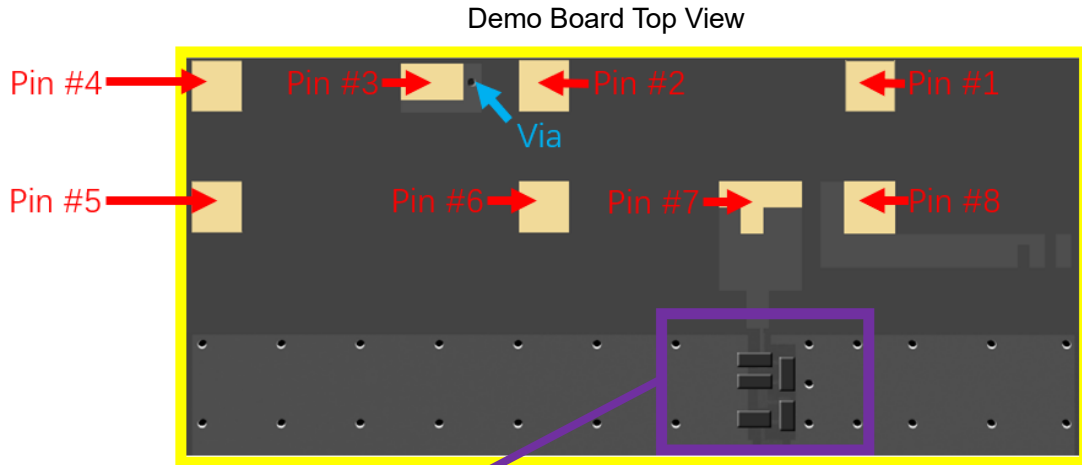 Demo Board Top View
Pin #4
Pin #3
Pin #2
Pin #1
Via
Pin #5
Pin #6
Pin #7
Pin #8